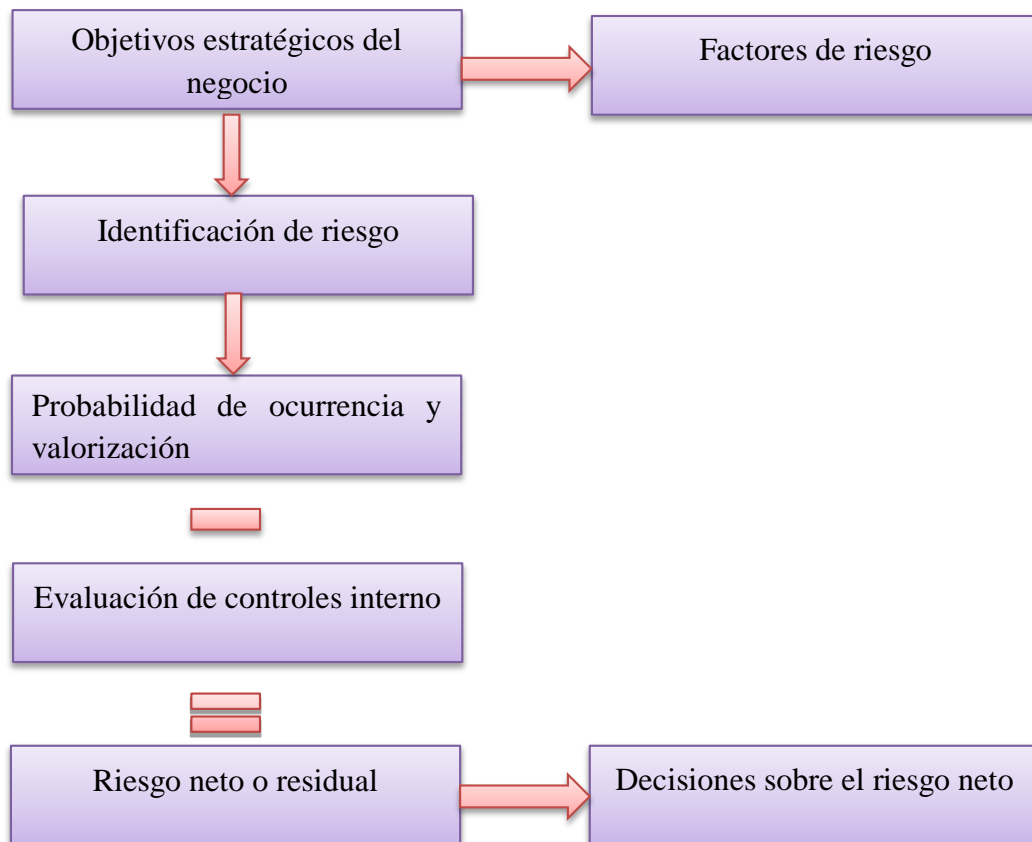 Objetivos estratégicos del
negocio
Factores de riesgo
Identificación de riesgo
Probabilidad de ocurrencia y
valorización
Evaluación de controles interno
Riesgo neto o residual
Decisiones sobre el riesgo neto